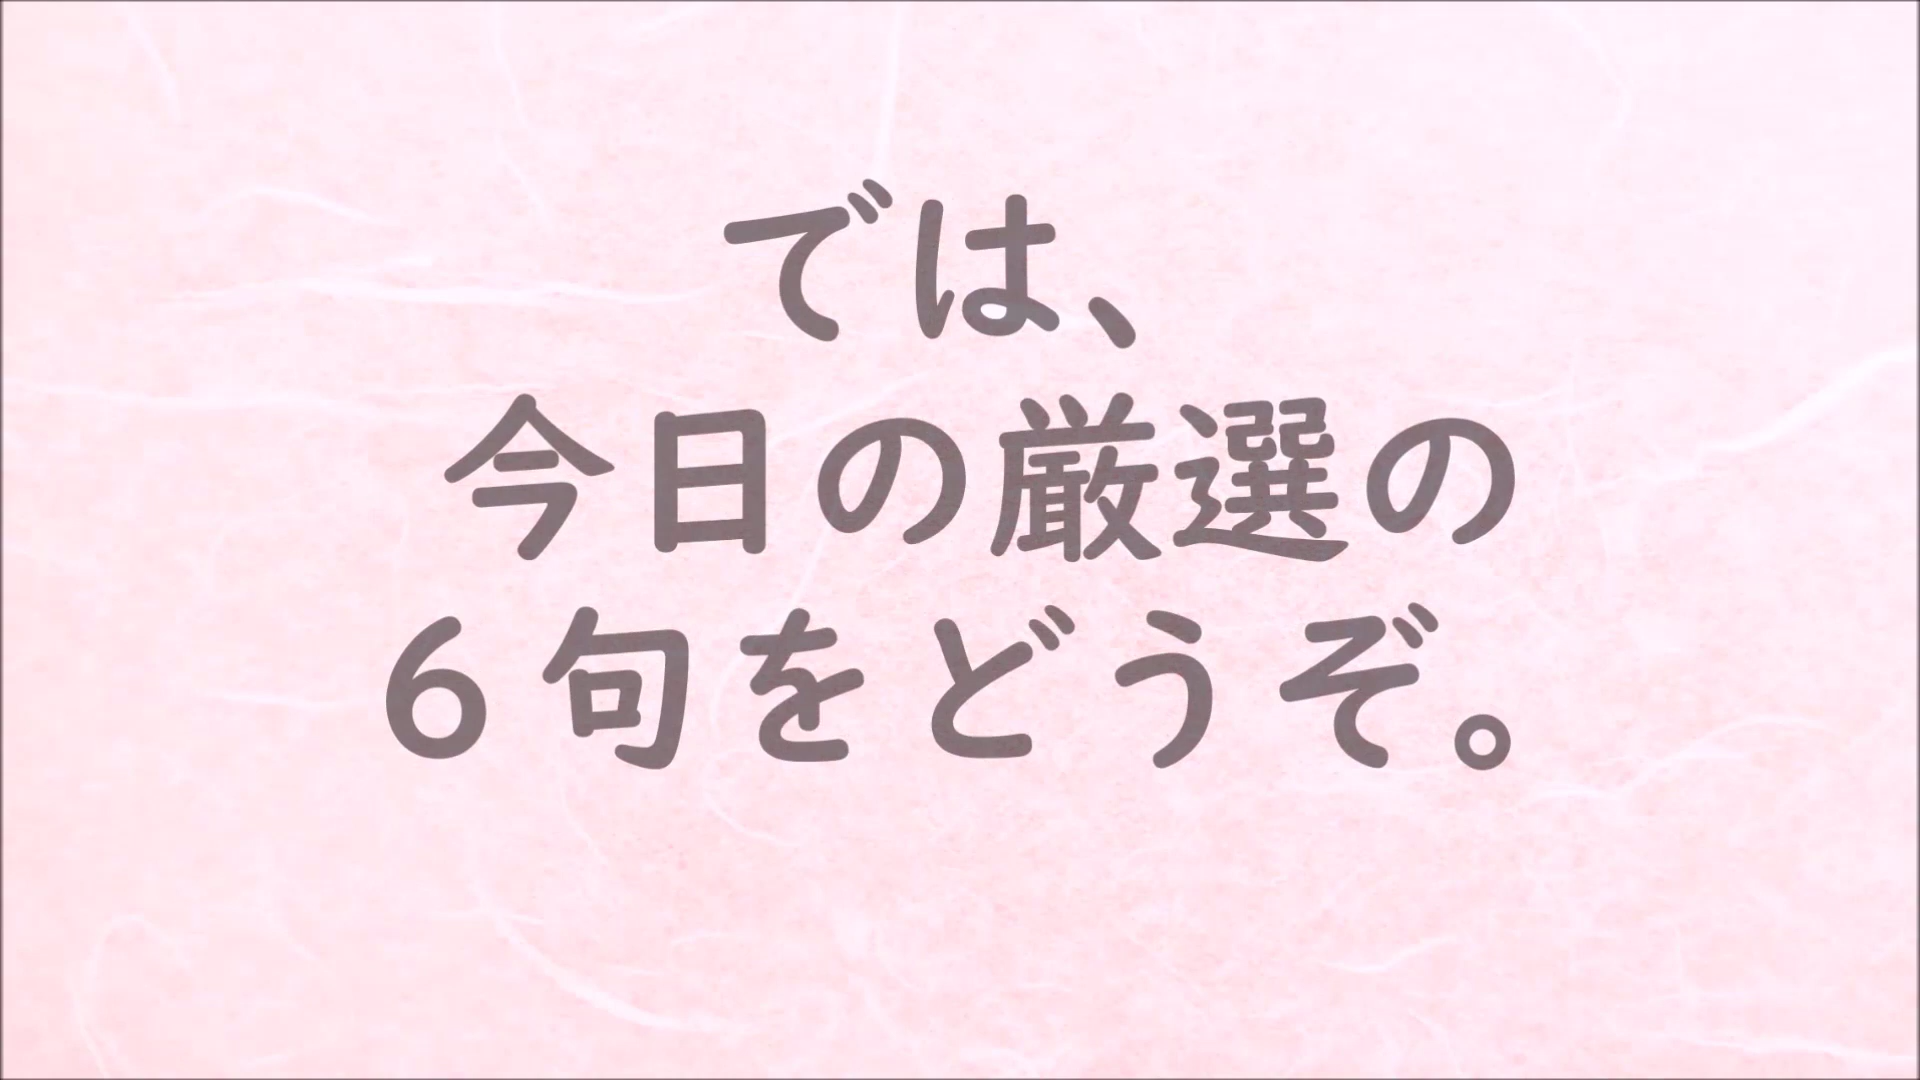 では、
今日の厳選の
６句をどうぞ。